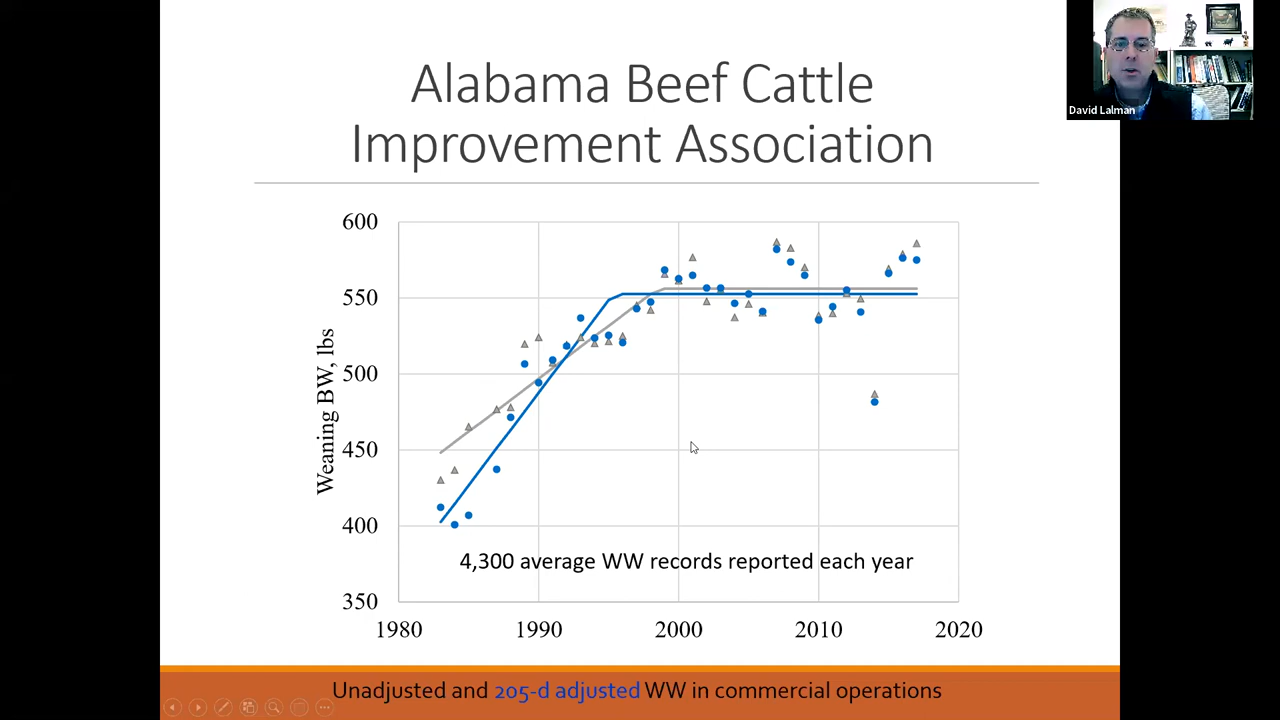 Alabama Beef Cattle
Improvement Association
David Lalman
600
550
500
450
400
350
Weaning BW, lbs
4,300 average WW records reported each year
1980 1990 2000 2010 2020
Unadjusted and 205-d adjusted WW in commercial operations